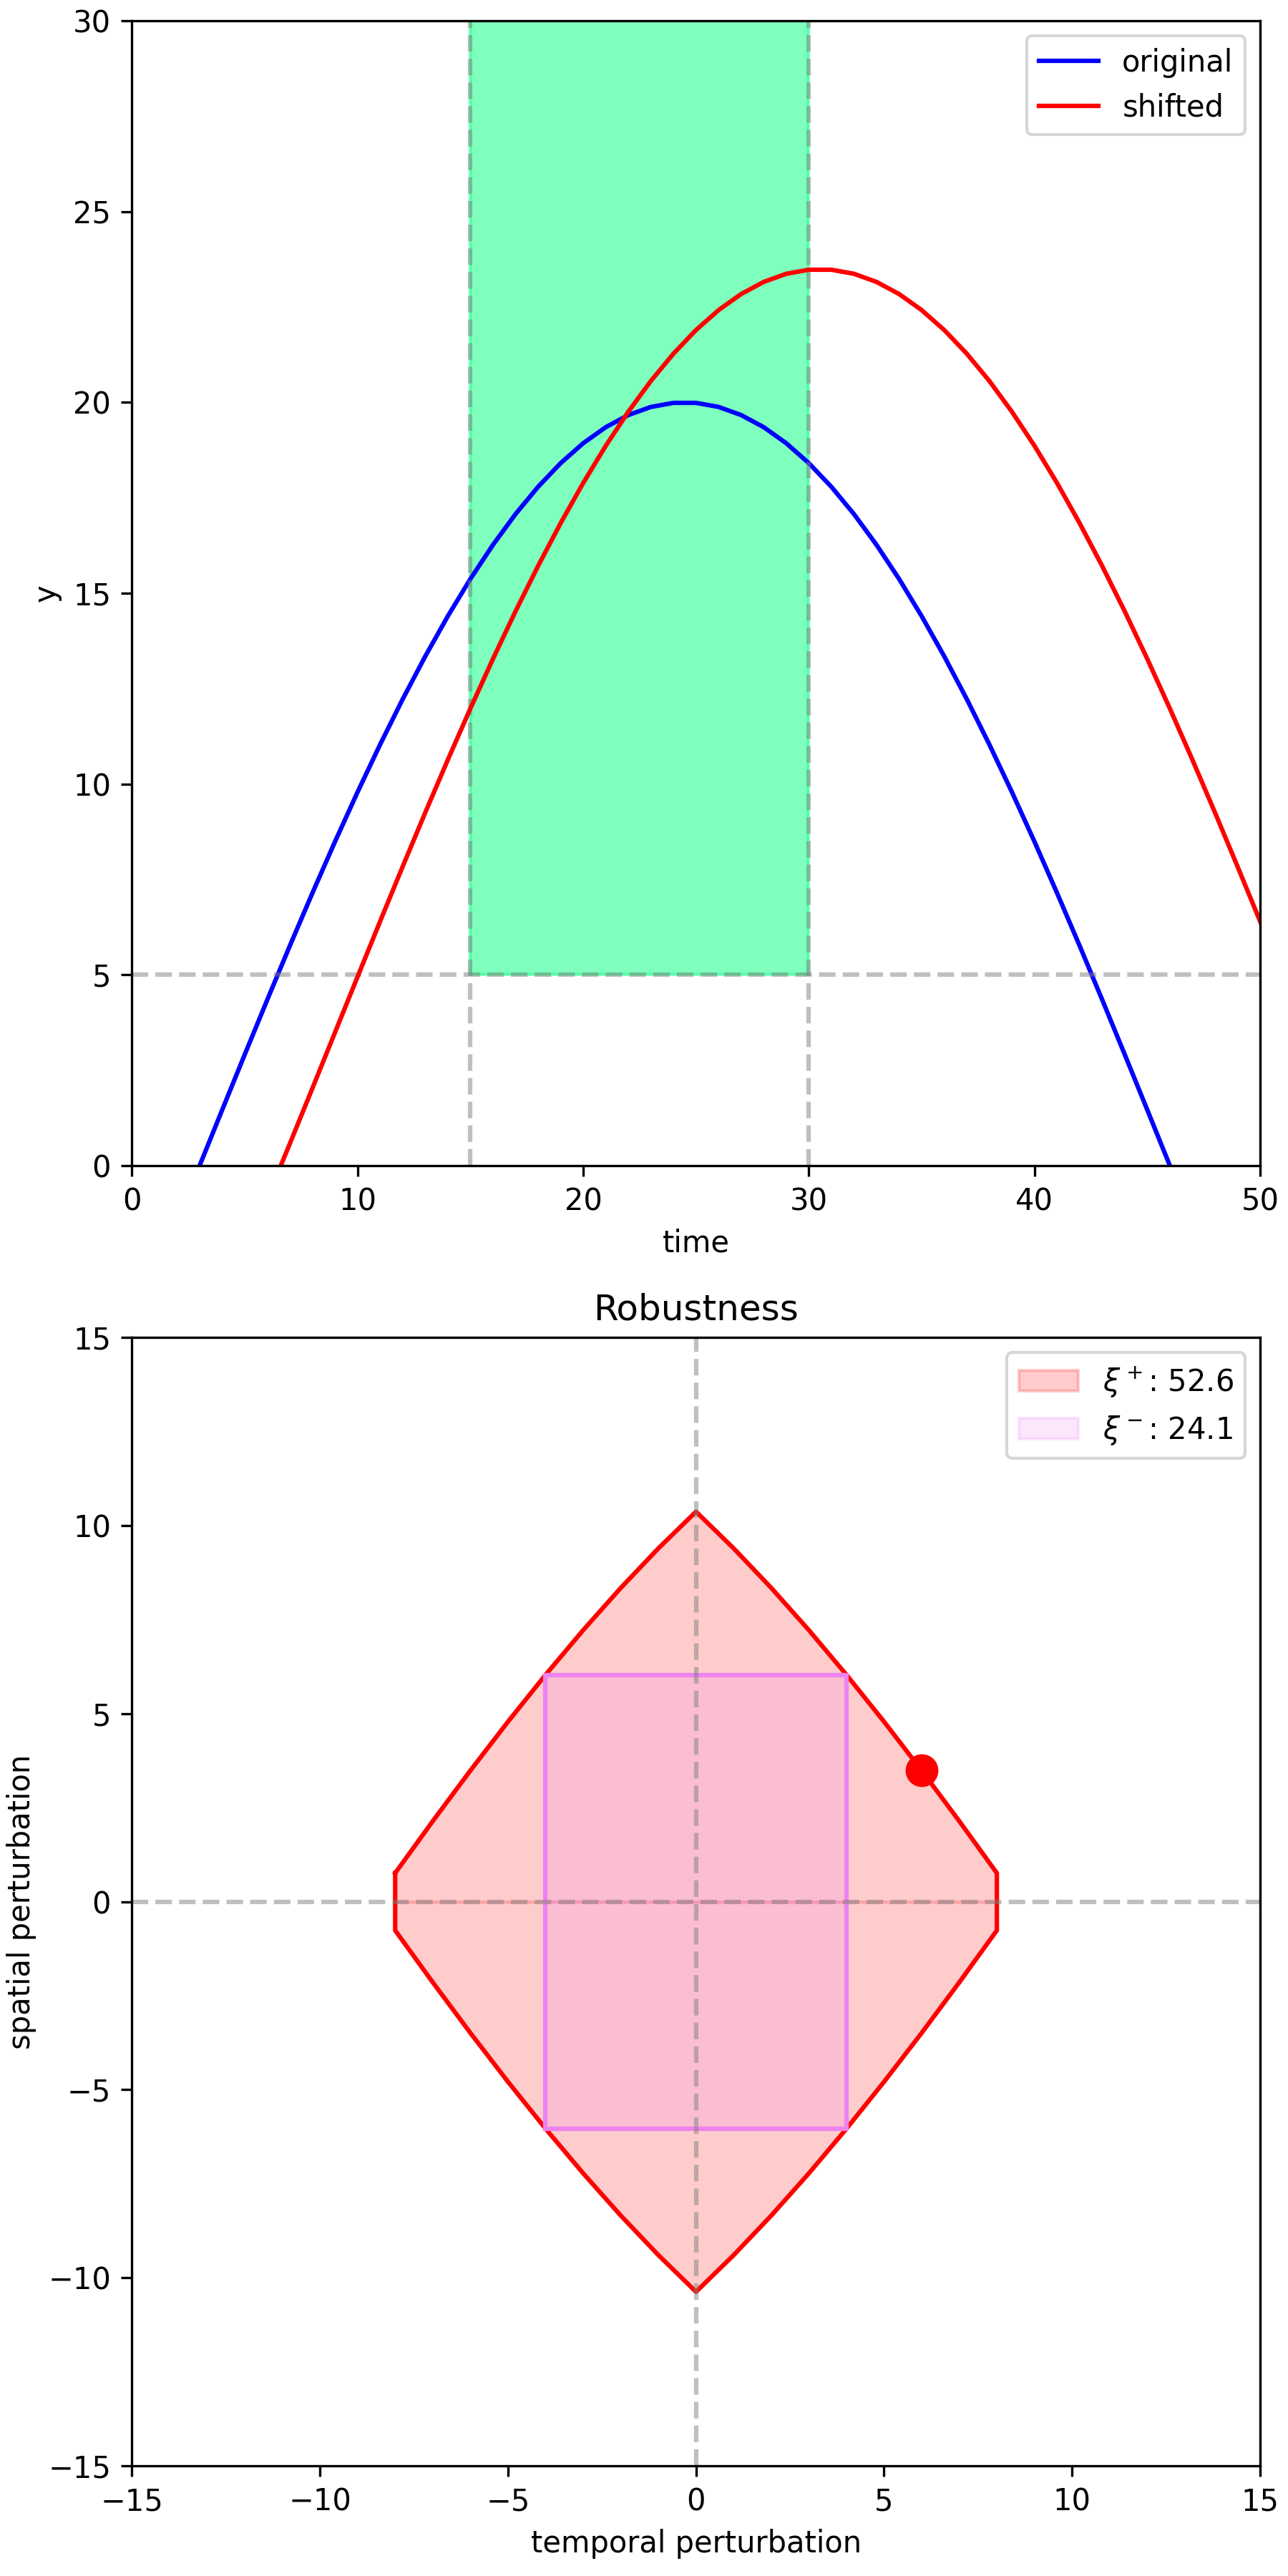 30
25
20
15
10
5
0
y
original
shifted
0 10 20 30 40 50
time
Robustness
15
10
5
0
−5
−10
−15
spatial perturbation
ξ⁺: 52.6
ξ⁻: 24.1
−15 −10 −5 0 5 10 15
temporal perturbation